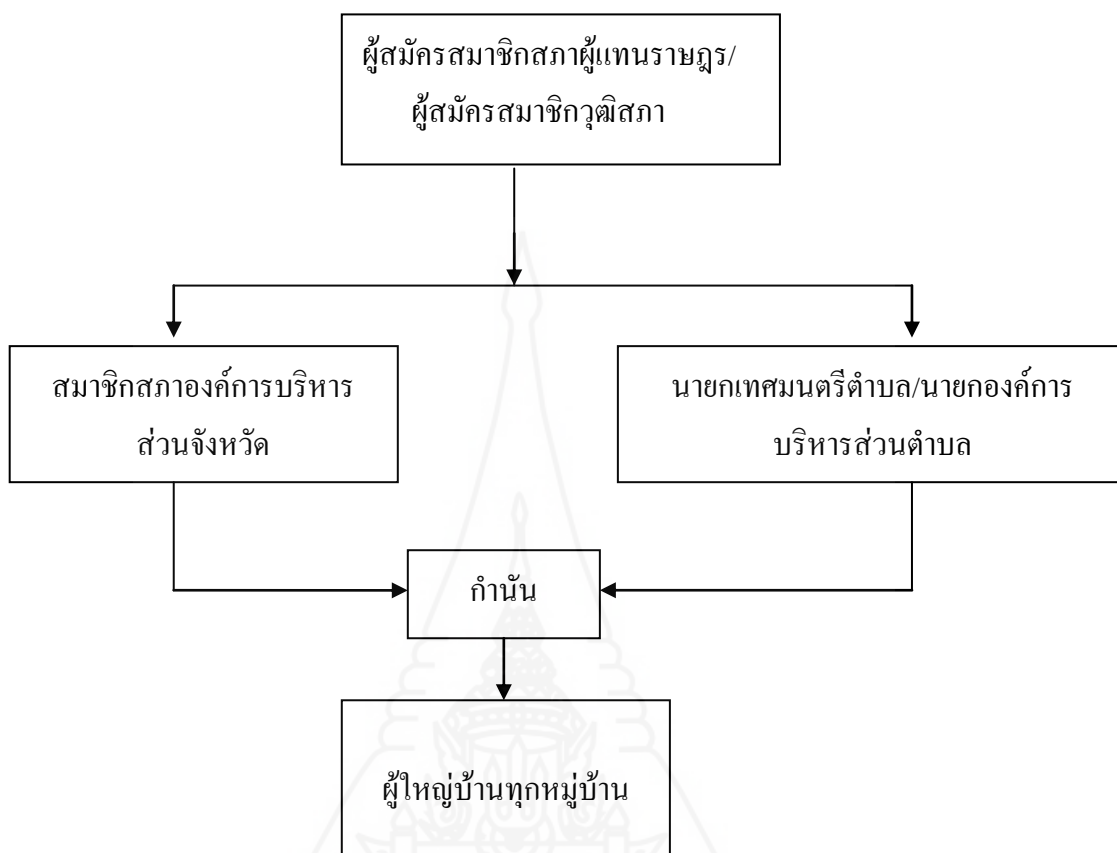 ผู้สมัครสมาชิกสภาผู้แทนราษฎร/
ผู้สมัครสมาชิกวุฒิสภา
สมาชิกสภาองค์การบริหาร
ส่วนจังหวัด
นายกเทศมนตรีตำบล/นายกองค์การ
บริหารส่วนตำบล
กำนัน
ผู้ใหญ่บ้านทุกหมู่บ้าน